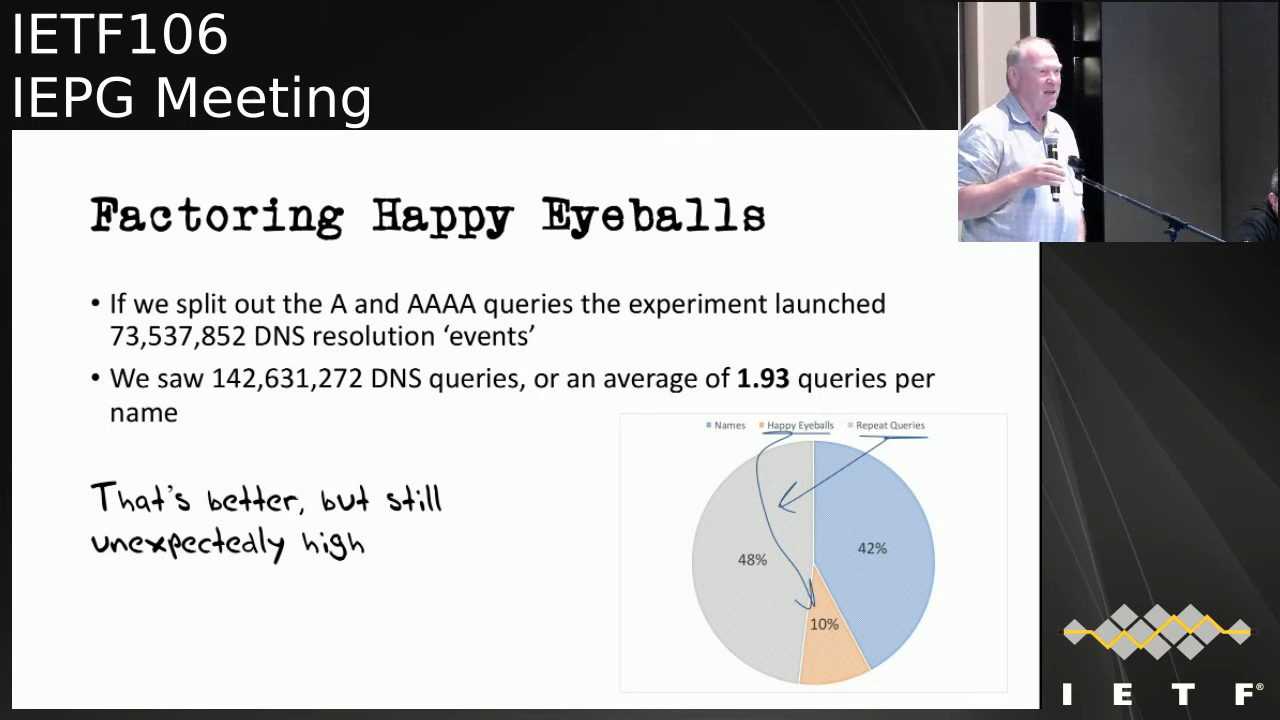 IETF106
IEPG Meeting
Factoring Happy Eyeballs
• If we split out the A and AAAA queries the experiment launched
73,537,852 DNS resolution ‘events’
• We saw 142,631,272 DNS queries, or an average of 1.93 queries per
name
Names Happy Eyeballs Repeat Queries
That's better, but still
unexpectedly high
48%
42%
10%
I E T F®